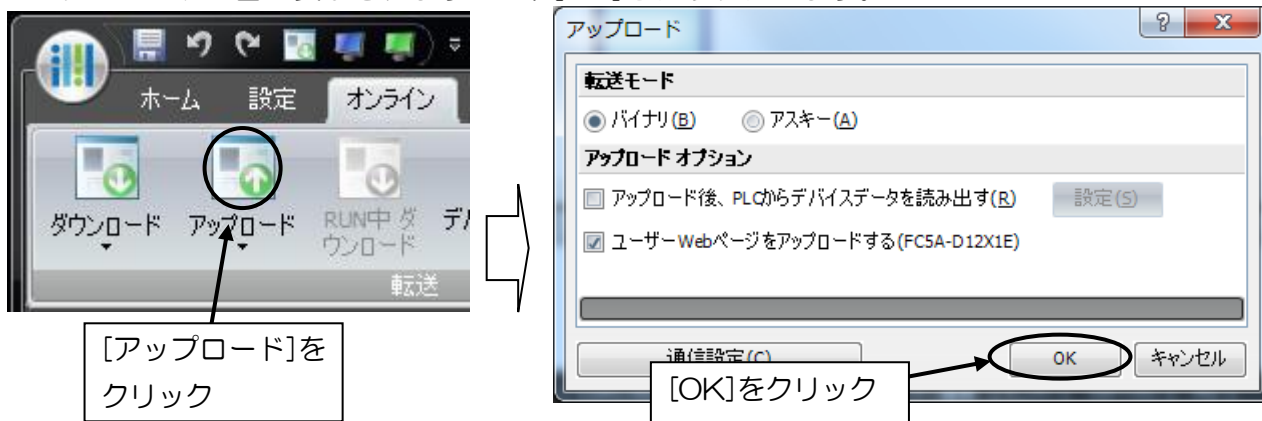 ホーム 設定 オンライン
ダウンロード アップロード RUN中 ダウンロード
転送
[アップロード]を
クリック
アップロード
転送モード
バイナリ(B) アスキー(A)
アップロード オプション
アップロード後、PLCからデバイスデータを読み出す(R) 設定(S)
ユーザーWebページをアップロードする(FC5A-D12X1E)
通信設定(C) OK キャンセル
[OK]をクリック